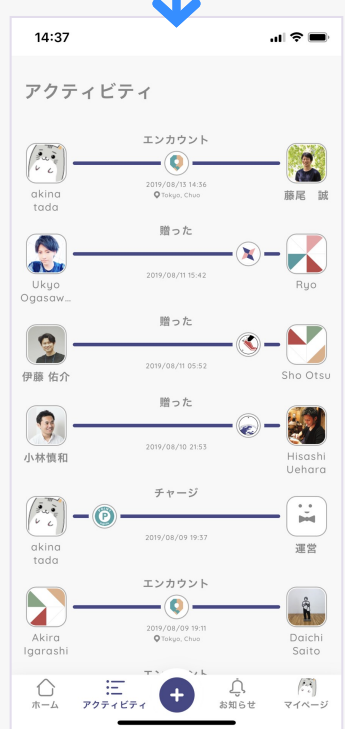 14:37
アクティビティ
エンカウント
2019/08/13 14:36
Tokyo, Chuo
akina
tada
藤尾 誠
贈った
2019/08/11 15:42
Ukyo
Ogasaw...
Ryo
贈った
2019/08/11 05:52
伊藤 佑介
Sho Otsu
贈った
2019/08/10 21:53
小林慎和
Hisashi
Uehara
チャージ
P
2019/08/09 19:37
akina
tada
運営
エンカウント
2019/08/09 19:11
Tokyo, Chuo
Akira
Igarashi
Daichi
Saito
エンカウント
ホーム
アクティビティ
お知らせ
マイページ